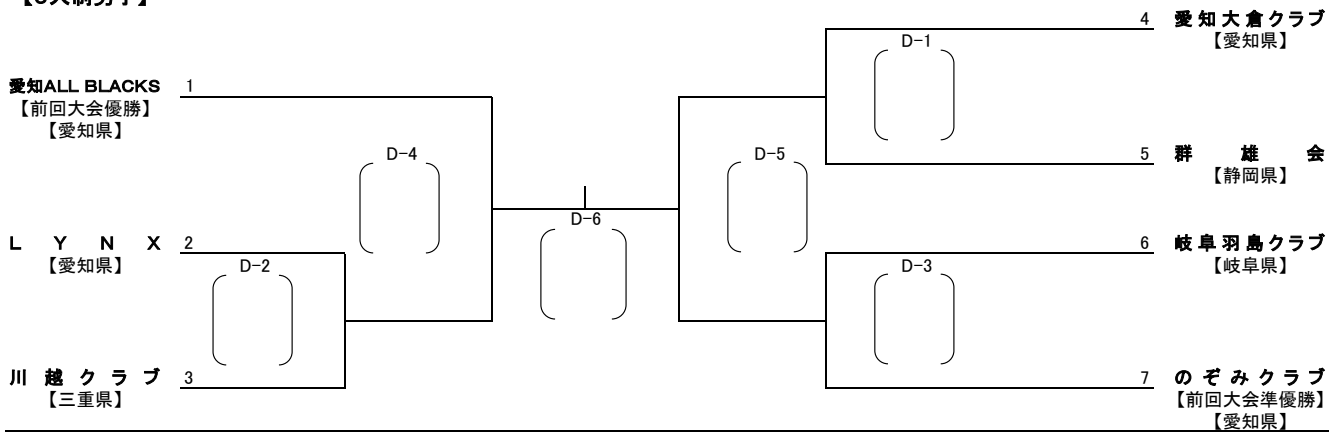 4 愛知大倉クラブ
【愛知県】
D-1
愛知ALL BLACKS 1
【前回大会優勝】
【愛知県】
D-4
D-5
5 群雄会
【静岡県】
D-6
LYNX 2
【愛知県】
D-2
6 岐阜羽島クラブ
【岐阜県】
D-3
川越クラブ 3
【三重県】
7 のぞみクラブ
【前回大会準優勝】
【愛知県】